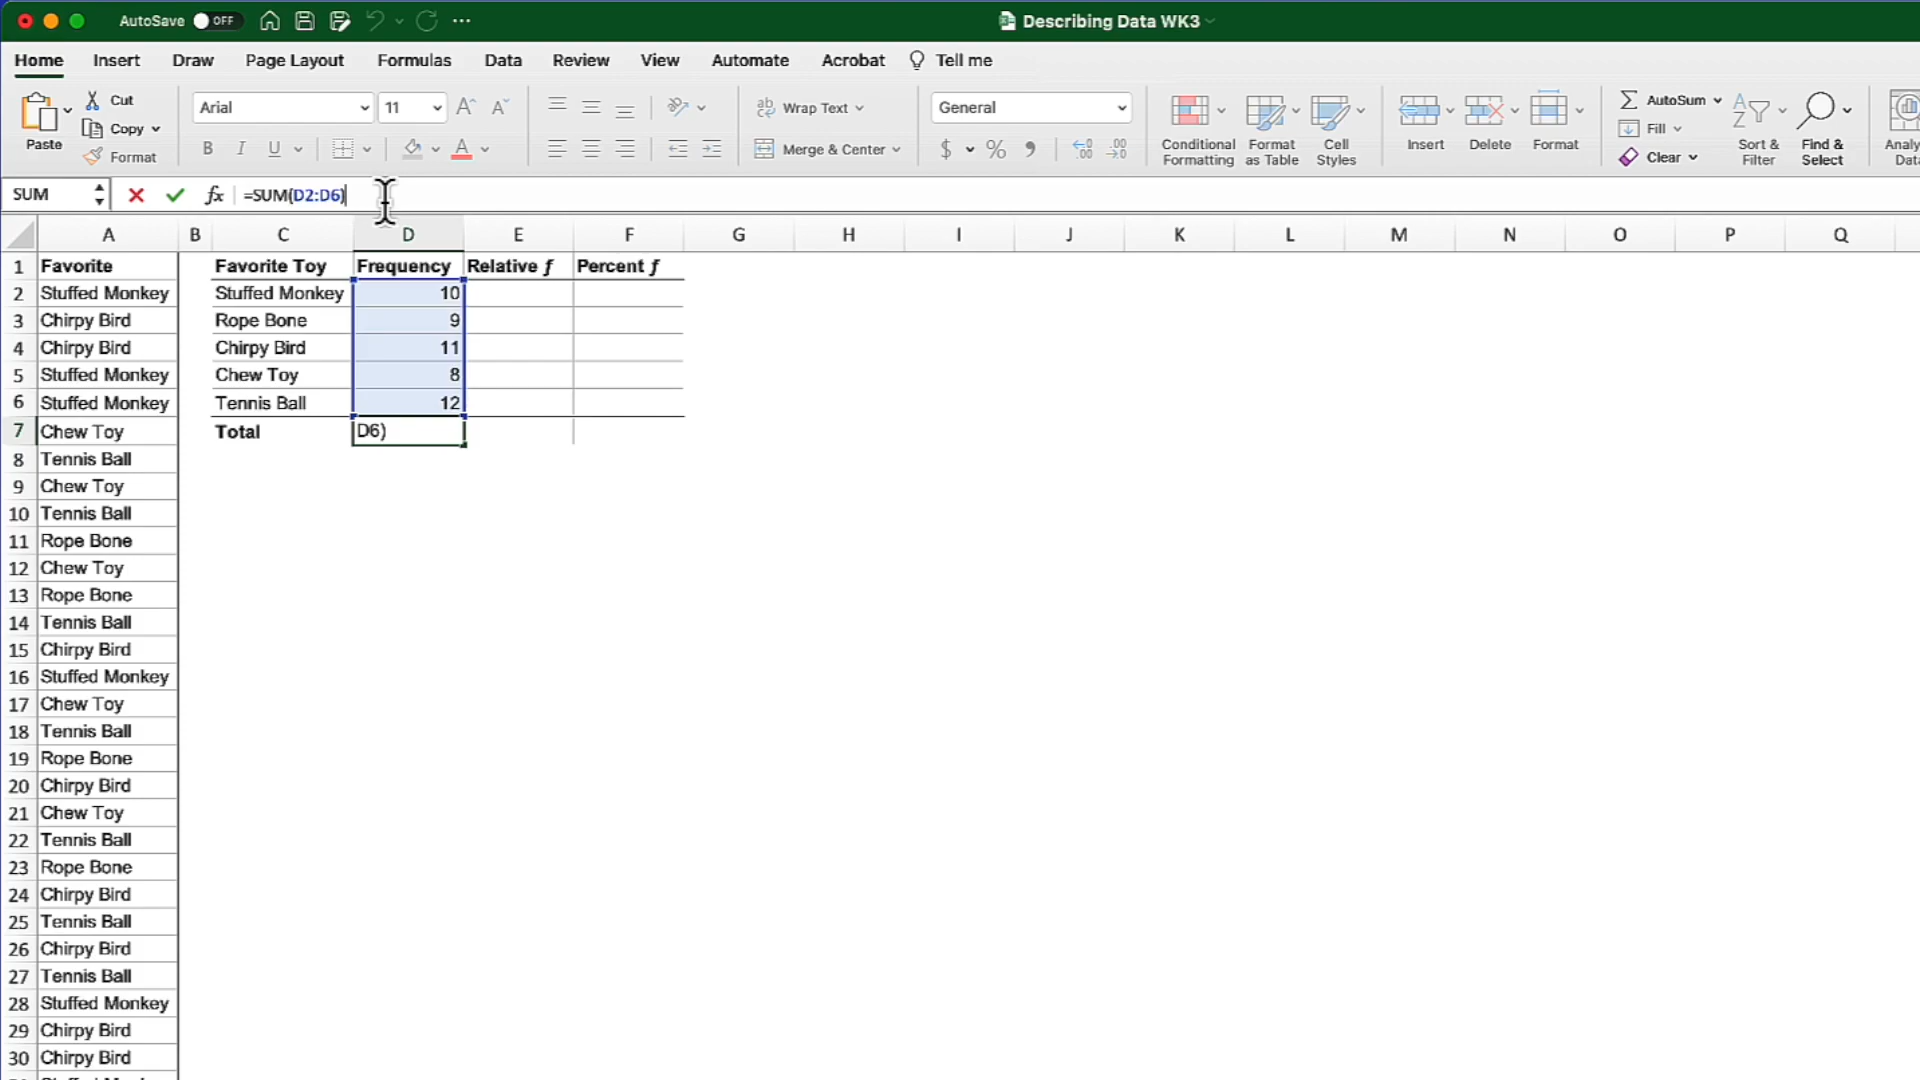 AutoSave OFF Describing Data WK3
Home Insert Draw Page Layout Formulas Data Review View Automate Acrobat Tell me
Paste Cut Copy Format
Arial 11 A^ Aˇ
B I U A
ab Wrap Text
Merge & Center
General
$ % 9 .00
Conditional Formatting
Format as Table
Cell Styles
Insert Delete Format
AutoSum
Fill
Clear
Sort & Filter
Find & Select
SUM fx =SUM(D2:D6)
A B C D E F G H I J K L M N O P Q
1 Favorite Favorite Toy Frequency Relative ƒ Percent ƒ
2 Stuffed Monkey Stuffed Monkey 10
3 Chirpy Bird Rope Bone 9
4 Chirpy Bird Chirpy Bird 11
5 Stuffed Monkey Chew Toy 8
6 Stuffed Monkey Tennis Ball 12
7 Chew Toy Total D6)
8 Tennis Ball
9 Chew Toy
10 Tennis Ball
11 Rope Bone
12 Chew Toy
13 Rope Bone
14 Tennis Ball
15 Chirpy Bird
16 Stuffed Monkey
17 Chew Toy
18 Tennis Ball
19 Rope Bone
20 Chirpy Bird
21 Chew Toy
22 Tennis Ball
23 Rope Bone
24 Chirpy Bird
25 Tennis Ball
26 Chirpy Bird
27 Tennis Ball
28 Stuffed Monkey
29 Chirpy Bird
30 Chirpy Bird